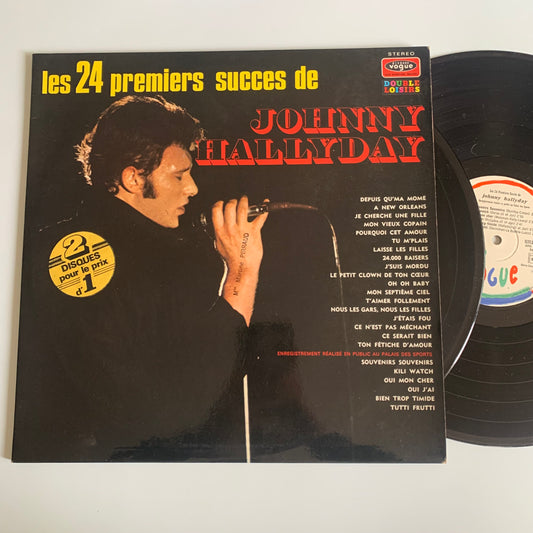 STEREO
vogue
DOUBLE
LOISIRS
les 24 premiers succes de
JOHNNY
HALLYDAY
DEPUIS QU'MA MOME
A NEW ORLEANS
JE CHERCHE UNE FILLE
MON VIEUX COPAIN
POURQUOI CET AMOUR
TU M'PLAIS
LAISSE LES FILLES
24.000 BAISERS
J'SUIS MORDU
LE PETIT CLOWN DE TON CŒUR
OH OH BABY
MON SEPTIÈME CIEL
T'AIMER FOLLEMENT
NOUS LES GARS, NOUS LES FILLES
J'ÉTAIS FOU
CE N'EST PAS MÉCHANT
CE SERAIT BIEN
TON FÉTICHE D'AMOUR
ENREGISTREMENT RÉALISÉ EN PUBLIC AU PALAIS DES SPORTS
SOUVENIRS SOUVENIRS
KILI WATCH
OUI MON CHER
OUI J'AI
BIEN TROP TIMIDE
TUTTI FRUTTI
2
DISQUES
pour le prix
d'1
johnny hallyday
OGUE